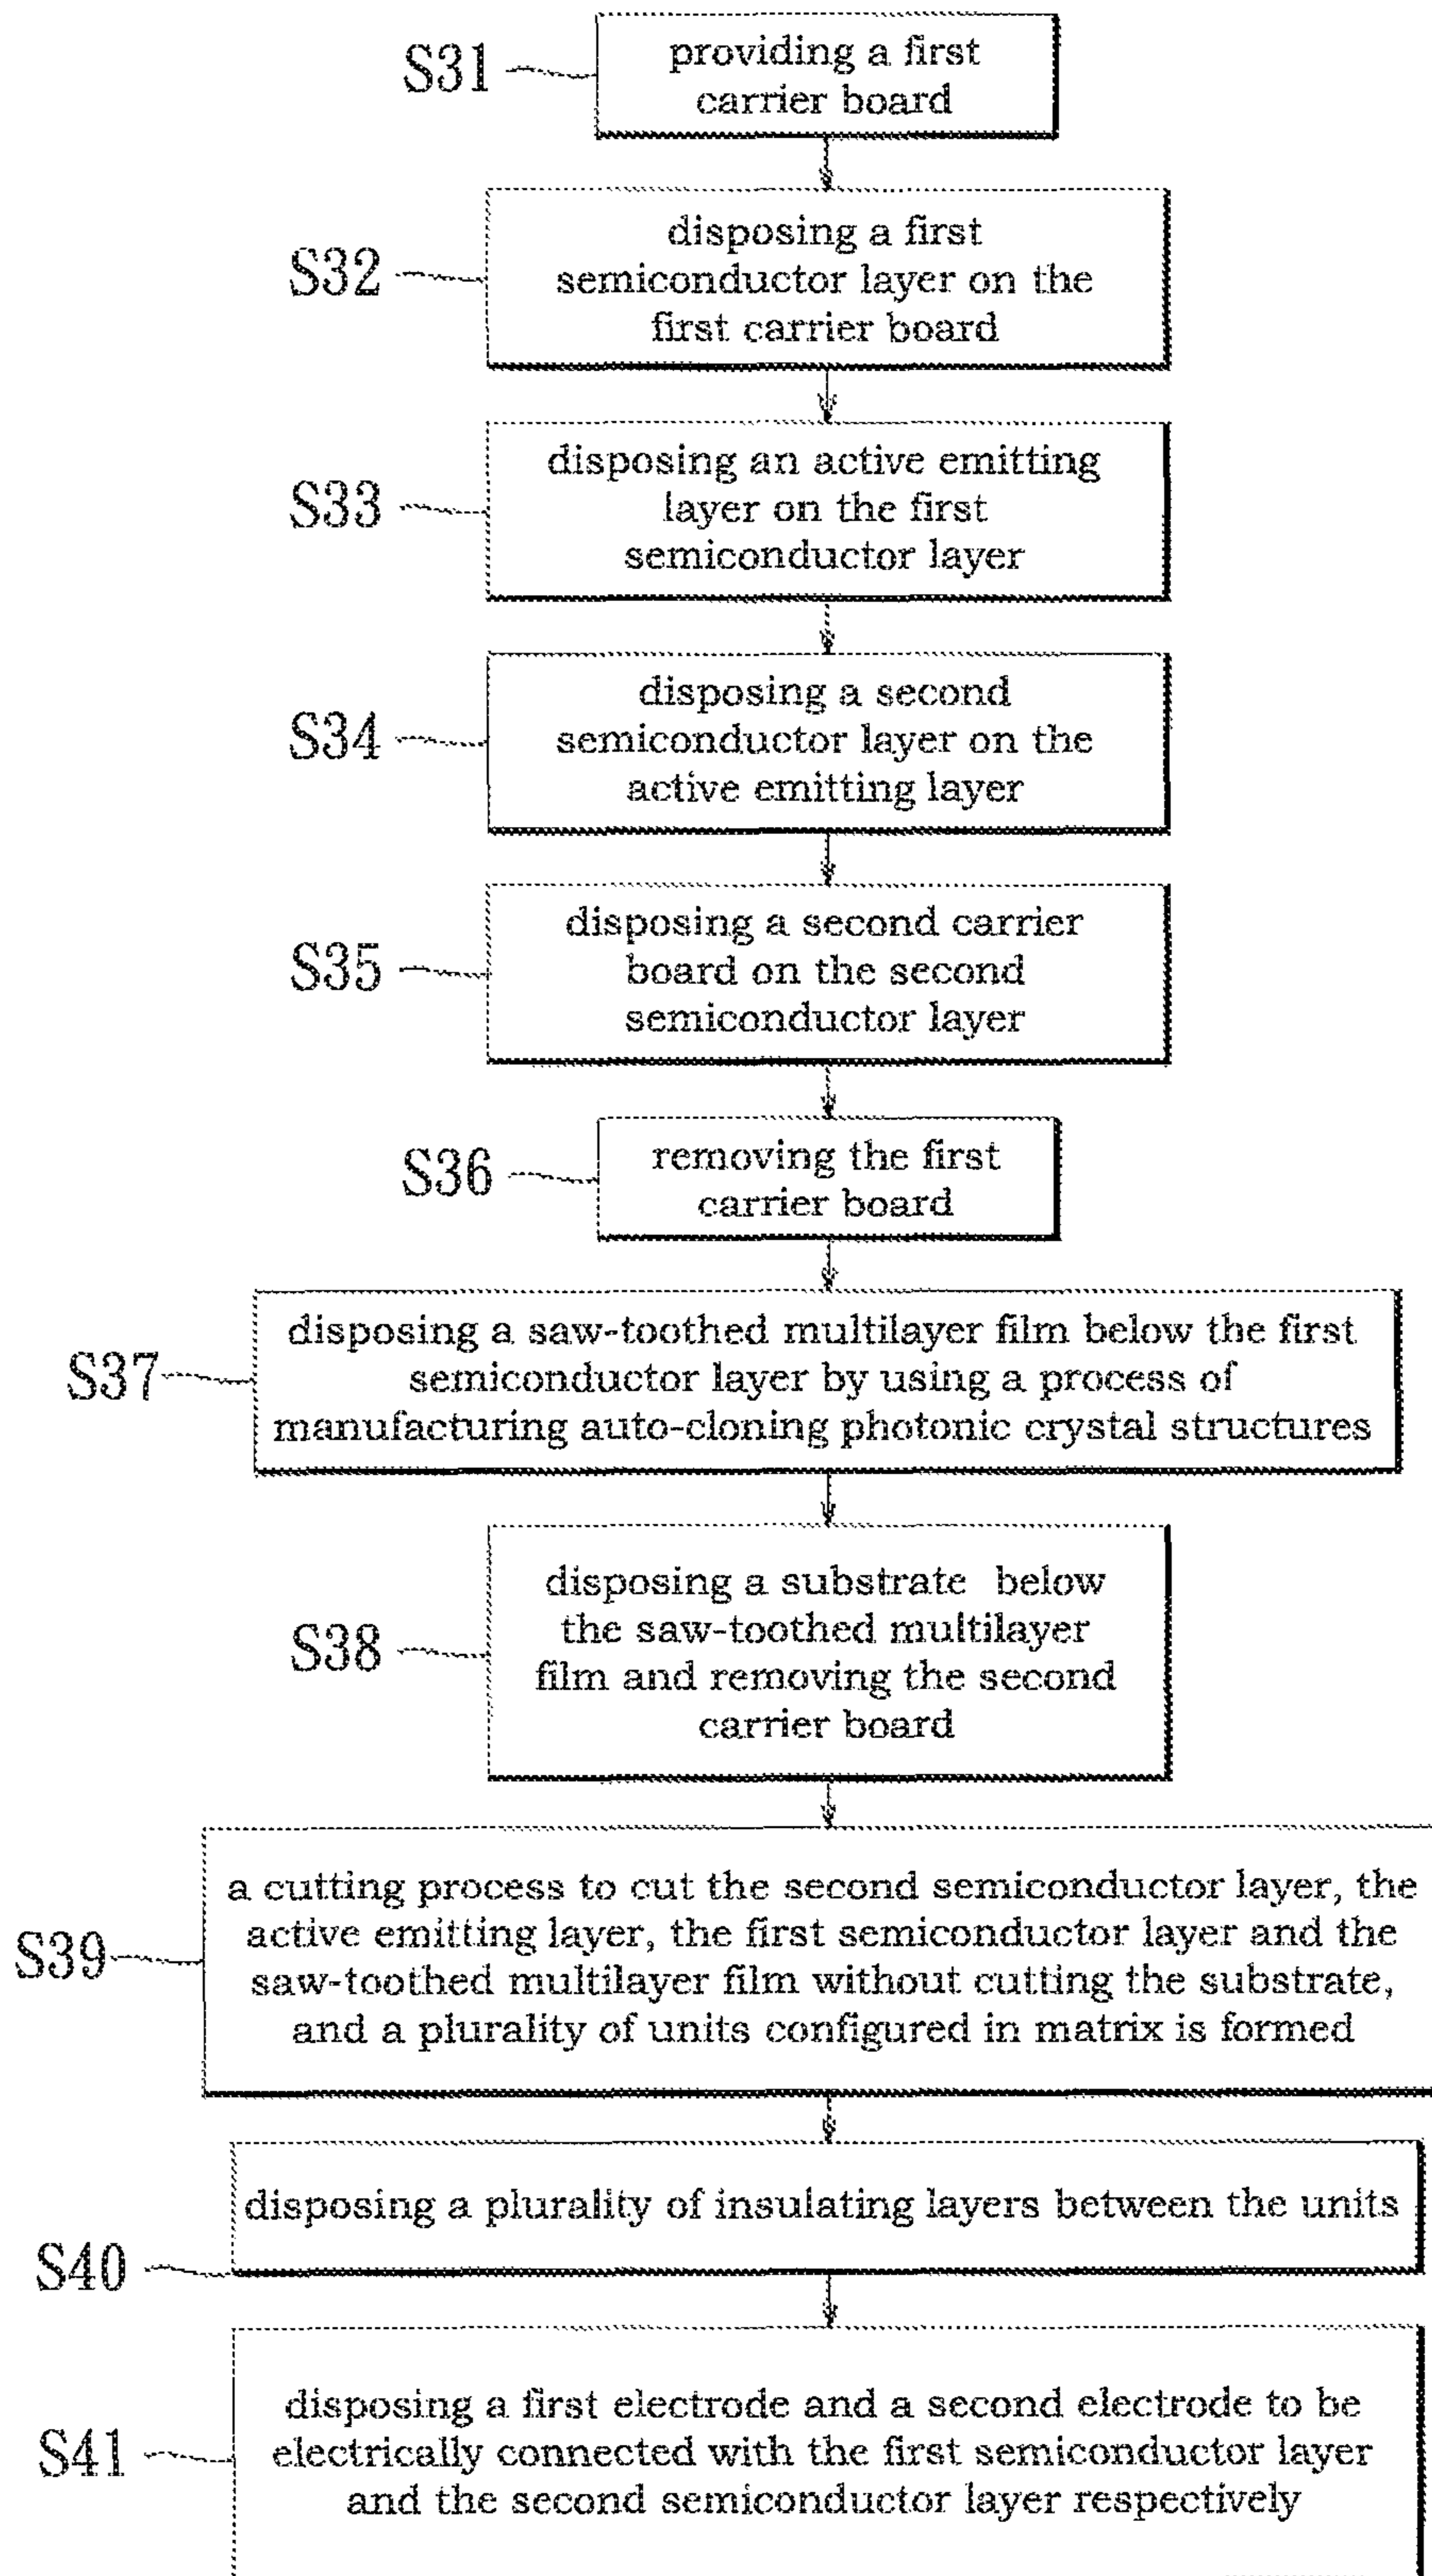 S31
providing a first
carrier board
S32
disposing a first
semiconductor layer on the
first carrier board
S33
disposing an active emitting
layer on the first
semiconductor layer
S34
disposing a second
semiconductor layer on the
active emitting layer
S35
disposing a second carrier
board on the second
semiconductor layer
S36
removing the first
carrier board
S37
disposing a saw-toothed multilayer film below the first
semiconductor layer by using a process of
manufacturing auto-cloning photonic crystal structures
S38
disposing a substrate below
the saw-toothed multilayer
film and removing the second
carrier board
S39
a cutting process to cut the second semiconductor layer, the
active emitting layer, the first semiconductor layer and the
saw-toothed multilayer film without cutting the substrate,
and a plurality of units configured in matrix is formed
S40
disposing a plurality of insulating layers between the units
S41
disposing a first electrode and a second electrode to be
electrically connected with the first semiconductor layer
and the second semiconductor layer respectively